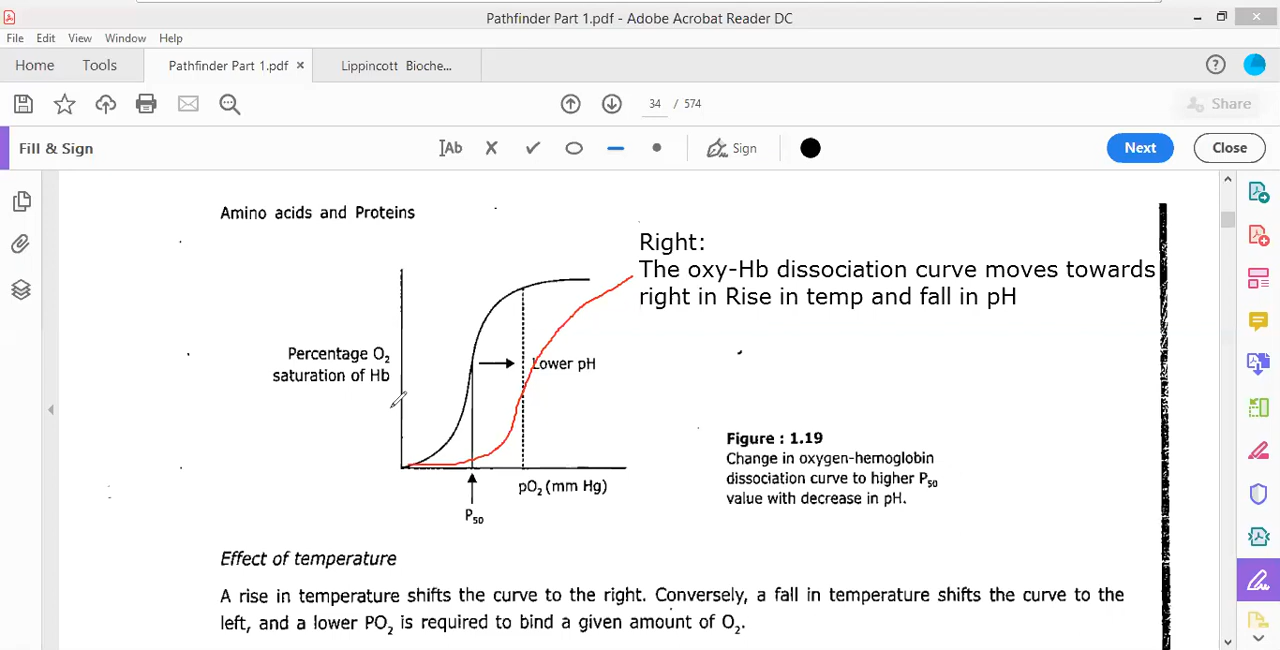 Pathfinder Part 1.pdf - Adobe Acrobat Reader DC
File Edit View Window Help
Home Tools Pathfinder Part 1.pdf × Lippincott Bioche...
34 / 574
Share
Fill & Sign
IAb
Sign
Next
Close
Amino acids and Proteins
Right:
The oxy-Hb dissociation curve moves towards
right in Rise in temp and fall in pH
Percentage O₂
saturation of Hb
Lower pH
pO₂ (mm Hg)
P₅₀
Figure : 1.19
Change in oxygen-hemoglobin
dissociation curve to higher P₅₀
value with decrease in pH.
Effect of temperature
A rise in temperature shifts the curve to the right. Conversely, a fall in temperature shifts the curve to the
left, and a lower PO₂ is required to bind a given amount of O₂.